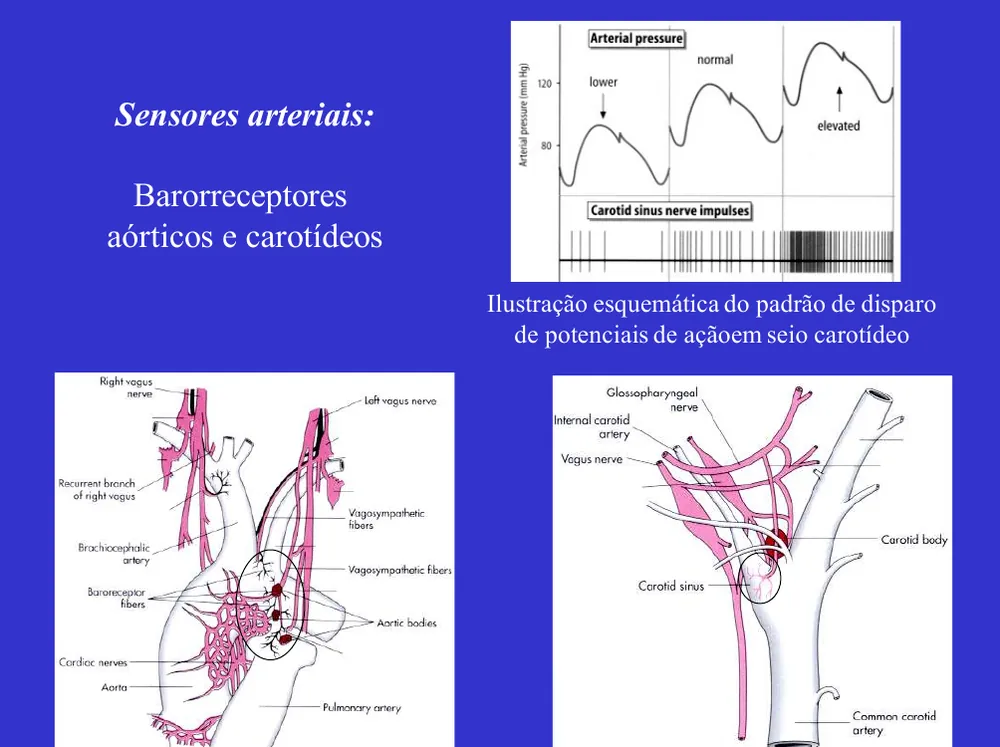 Sensores arteriais:
Barorreceptores
aórticos e carotídeos
Arterial pressure
Arterial pressure (mm Hg)
120
80
lower
normal
elevated
Carotid sinus nerve impulses
Ilustração esquemática do padrão de disparo
de potenciais de açãoem seio carotídeo
Right vagus
nerve
Left vagus nerve
Recurrent branch
of right vagus
Vagosympathetic
fibers
Brachiocephalic
artery
Vagosympathetic fibers
Baroreceptor
fibers
Aortic bodies
Cardiac nerves
Aorta
Pulmonary artery
Glossopharyngeal
nerve
Internal carotid
artery
Vagus nerve
Carotid body
Carotid sinus
Common carotid
artery